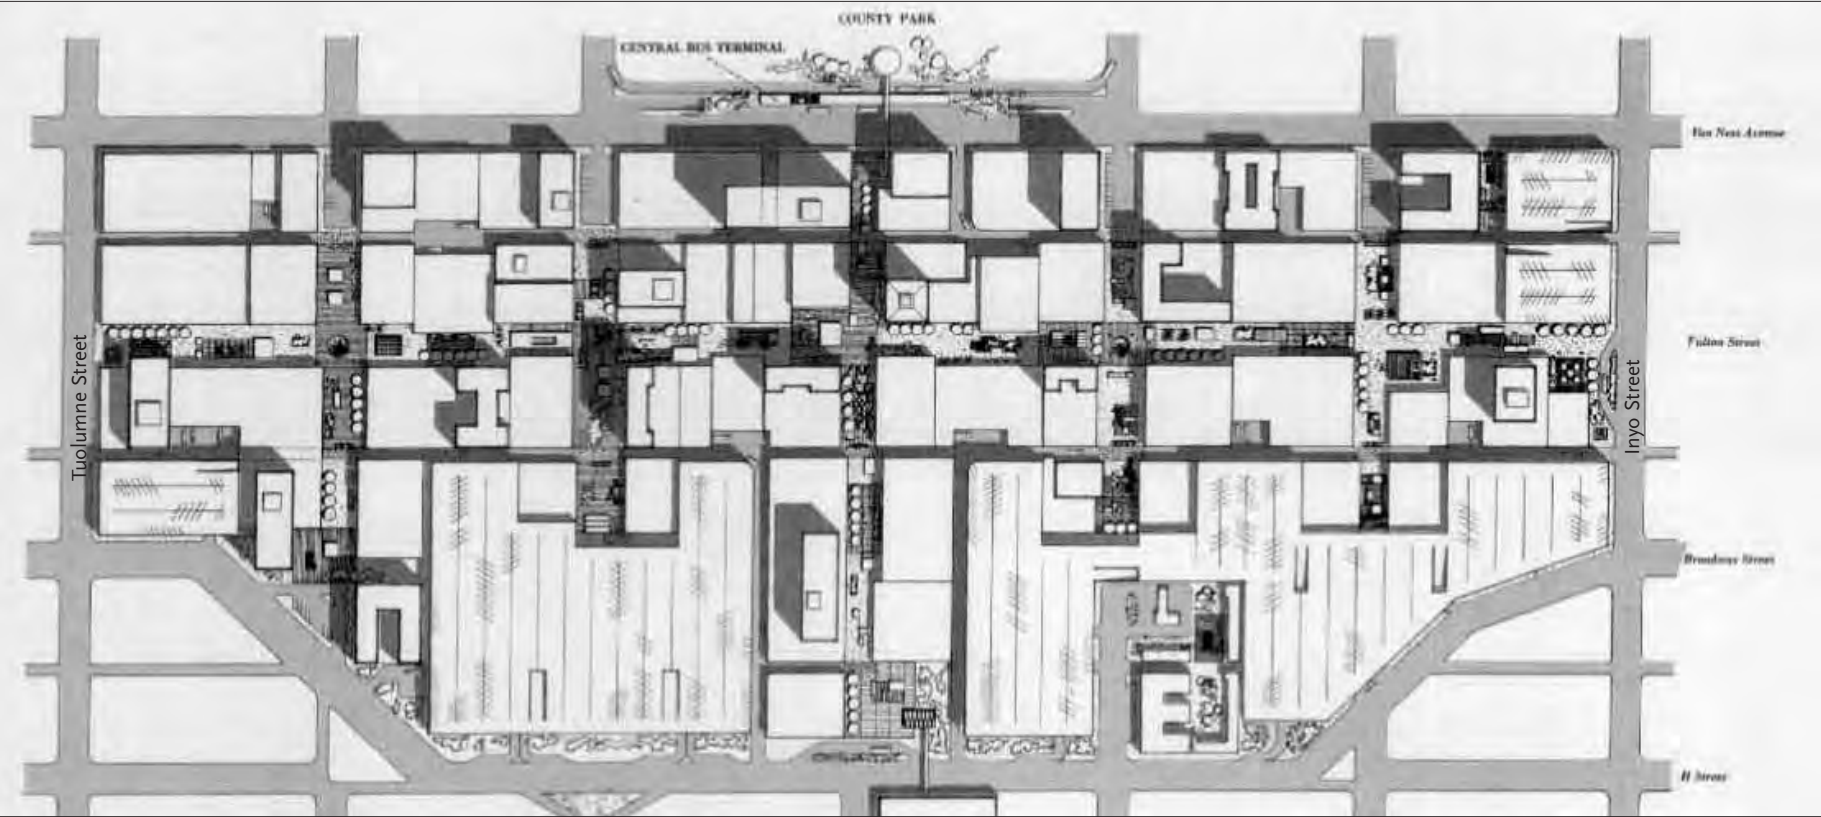 COUNTY PARK
CENTRAL BUS TERMINAL
Van Ness Avenue
Tuolumne Street
Fulton Street
Inyo Street
Broadway Street
H Street